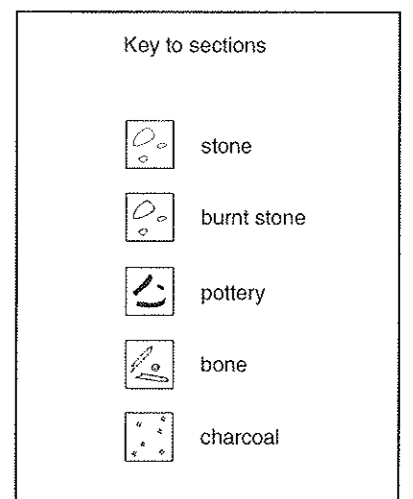 Key to sections
stone
burnt stone
pottery
bone
charcoal